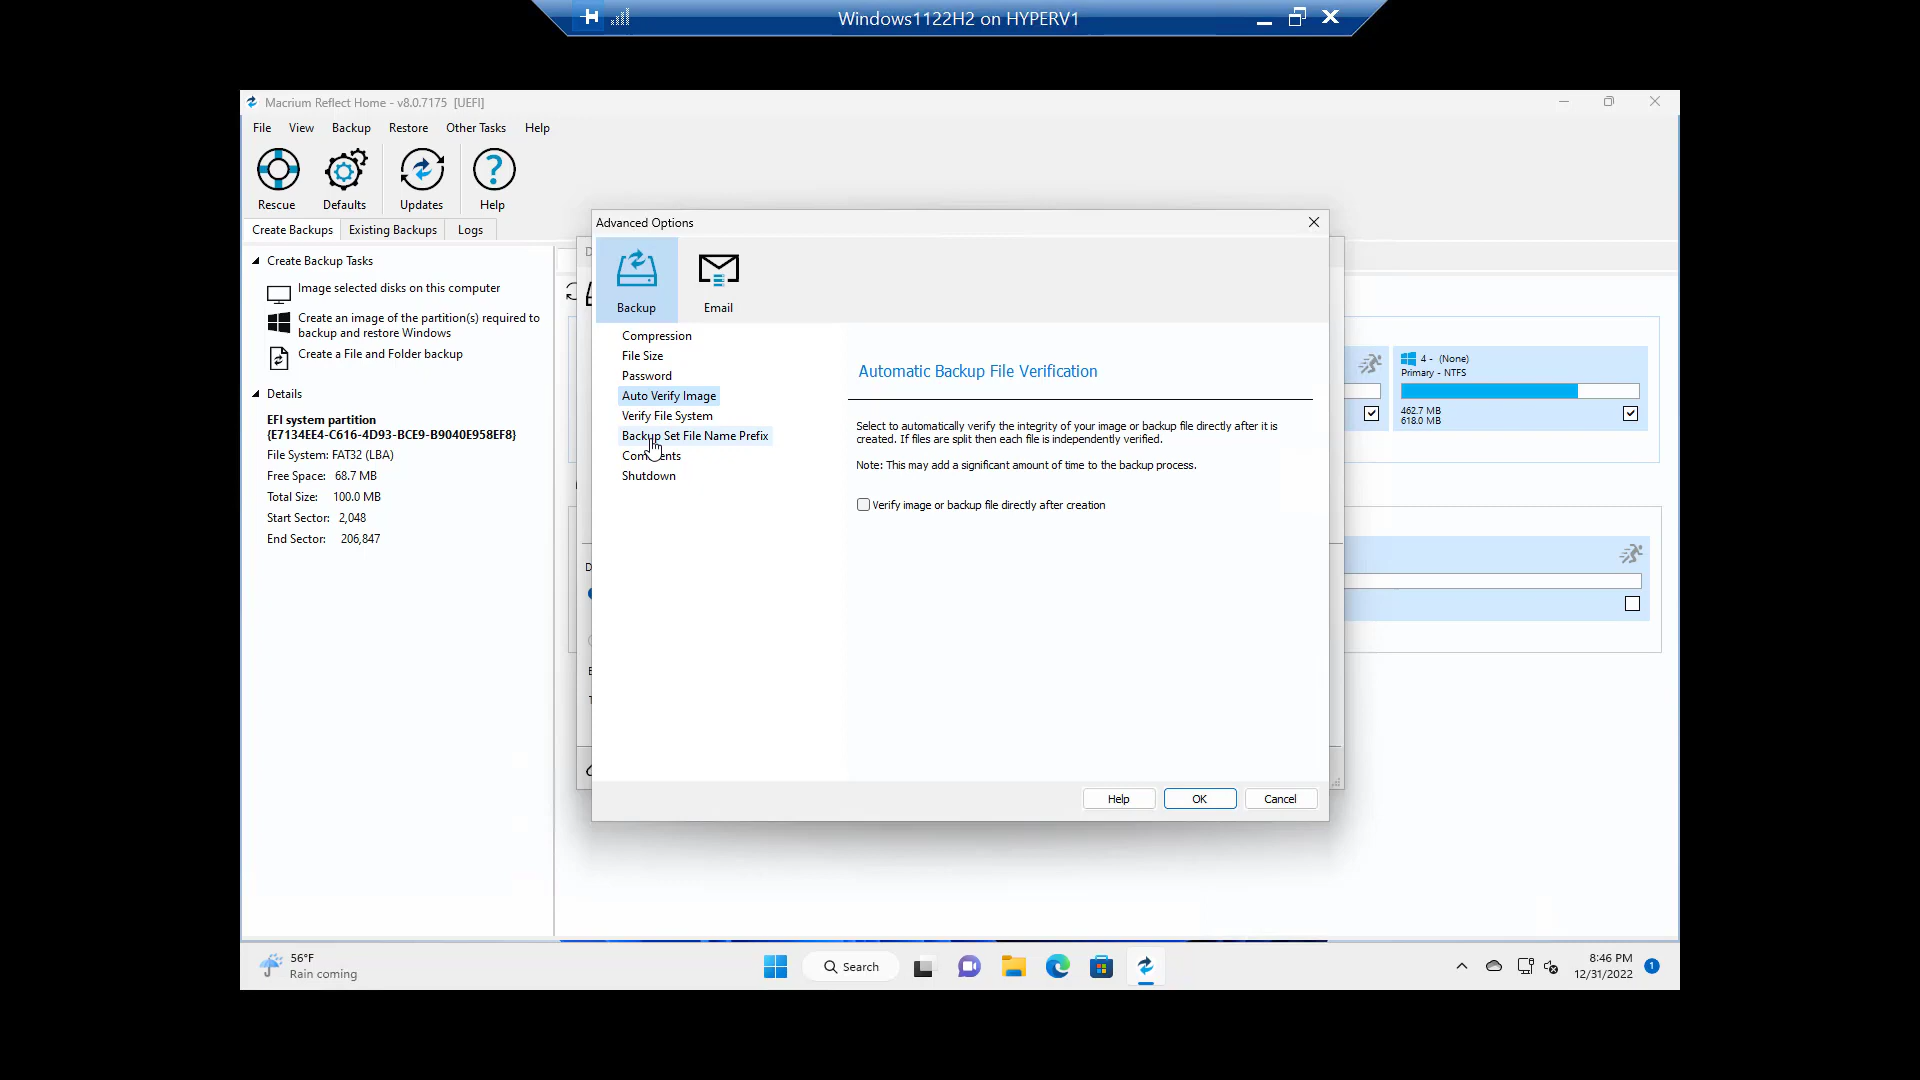 Windows1122H2 on HYPERV1
Macrium Reflect Home - v8.0.7175 [UEFI]
File View Backup Restore Other Tasks Help
Rescue Defaults Updates Help
Create Backups Existing Backups Logs
Create Backup Tasks
Image selected disks on this computer
Create an image of the partition(s) required to
backup and restore Windows
Create a File and Folder backup
Details
EFI system partition
{E7134EE4-C616-4D93-BCE9-B9040E958EF8}
File System: FAT32 (LBA)
Free Space: 68.7 MB
Total Size: 100.0 MB
Start Sector: 2,048
End Sector: 206,847
Advanced Options
Backup Email
Compression
File Size
Password
Auto Verify Image
Verify File System
Backup Set File Name Prefix
Shutdown
Automatic Backup File Verification
Select to automatically verify the integrity of your image or backup file directly after it is
created. If files are split then each file is independently verified.
Note: This may add a significant amount of time to the backup process.
Verify image or backup file directly after creation
Help OK Cancel
4 - (None)
Primary - NTFS
462.7 MB
618.0 MB
56°F
Rain coming
Search
8:46 PM
12/31/2022
1